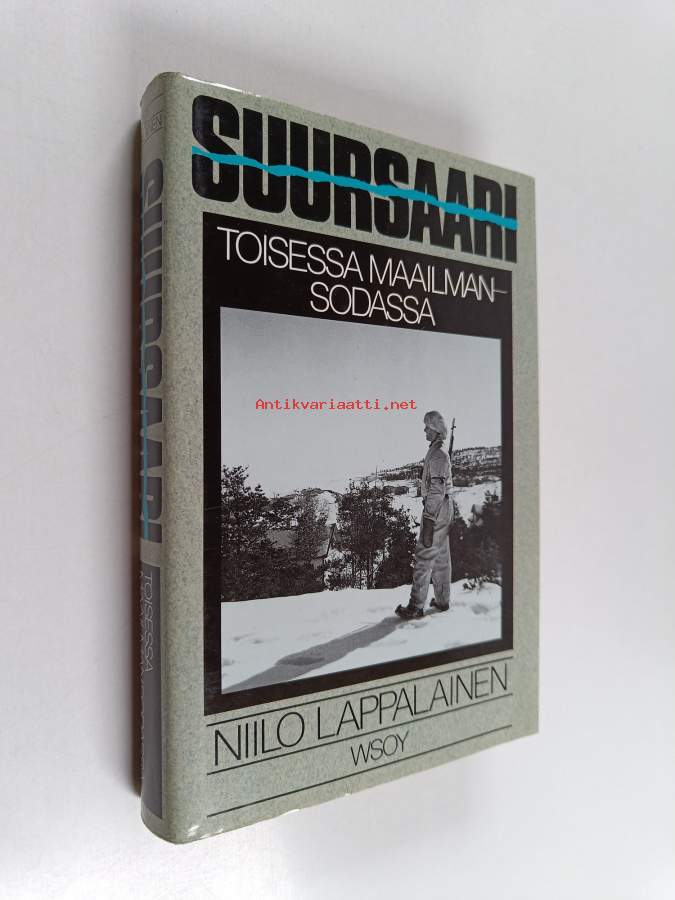 SUURSAARI
TOISESSA MAAILMAN-
SODASSA
Antikvariaatti.net
NIILO LAPPALAINEN
WSOY
SUURSAARI
TOISESSA